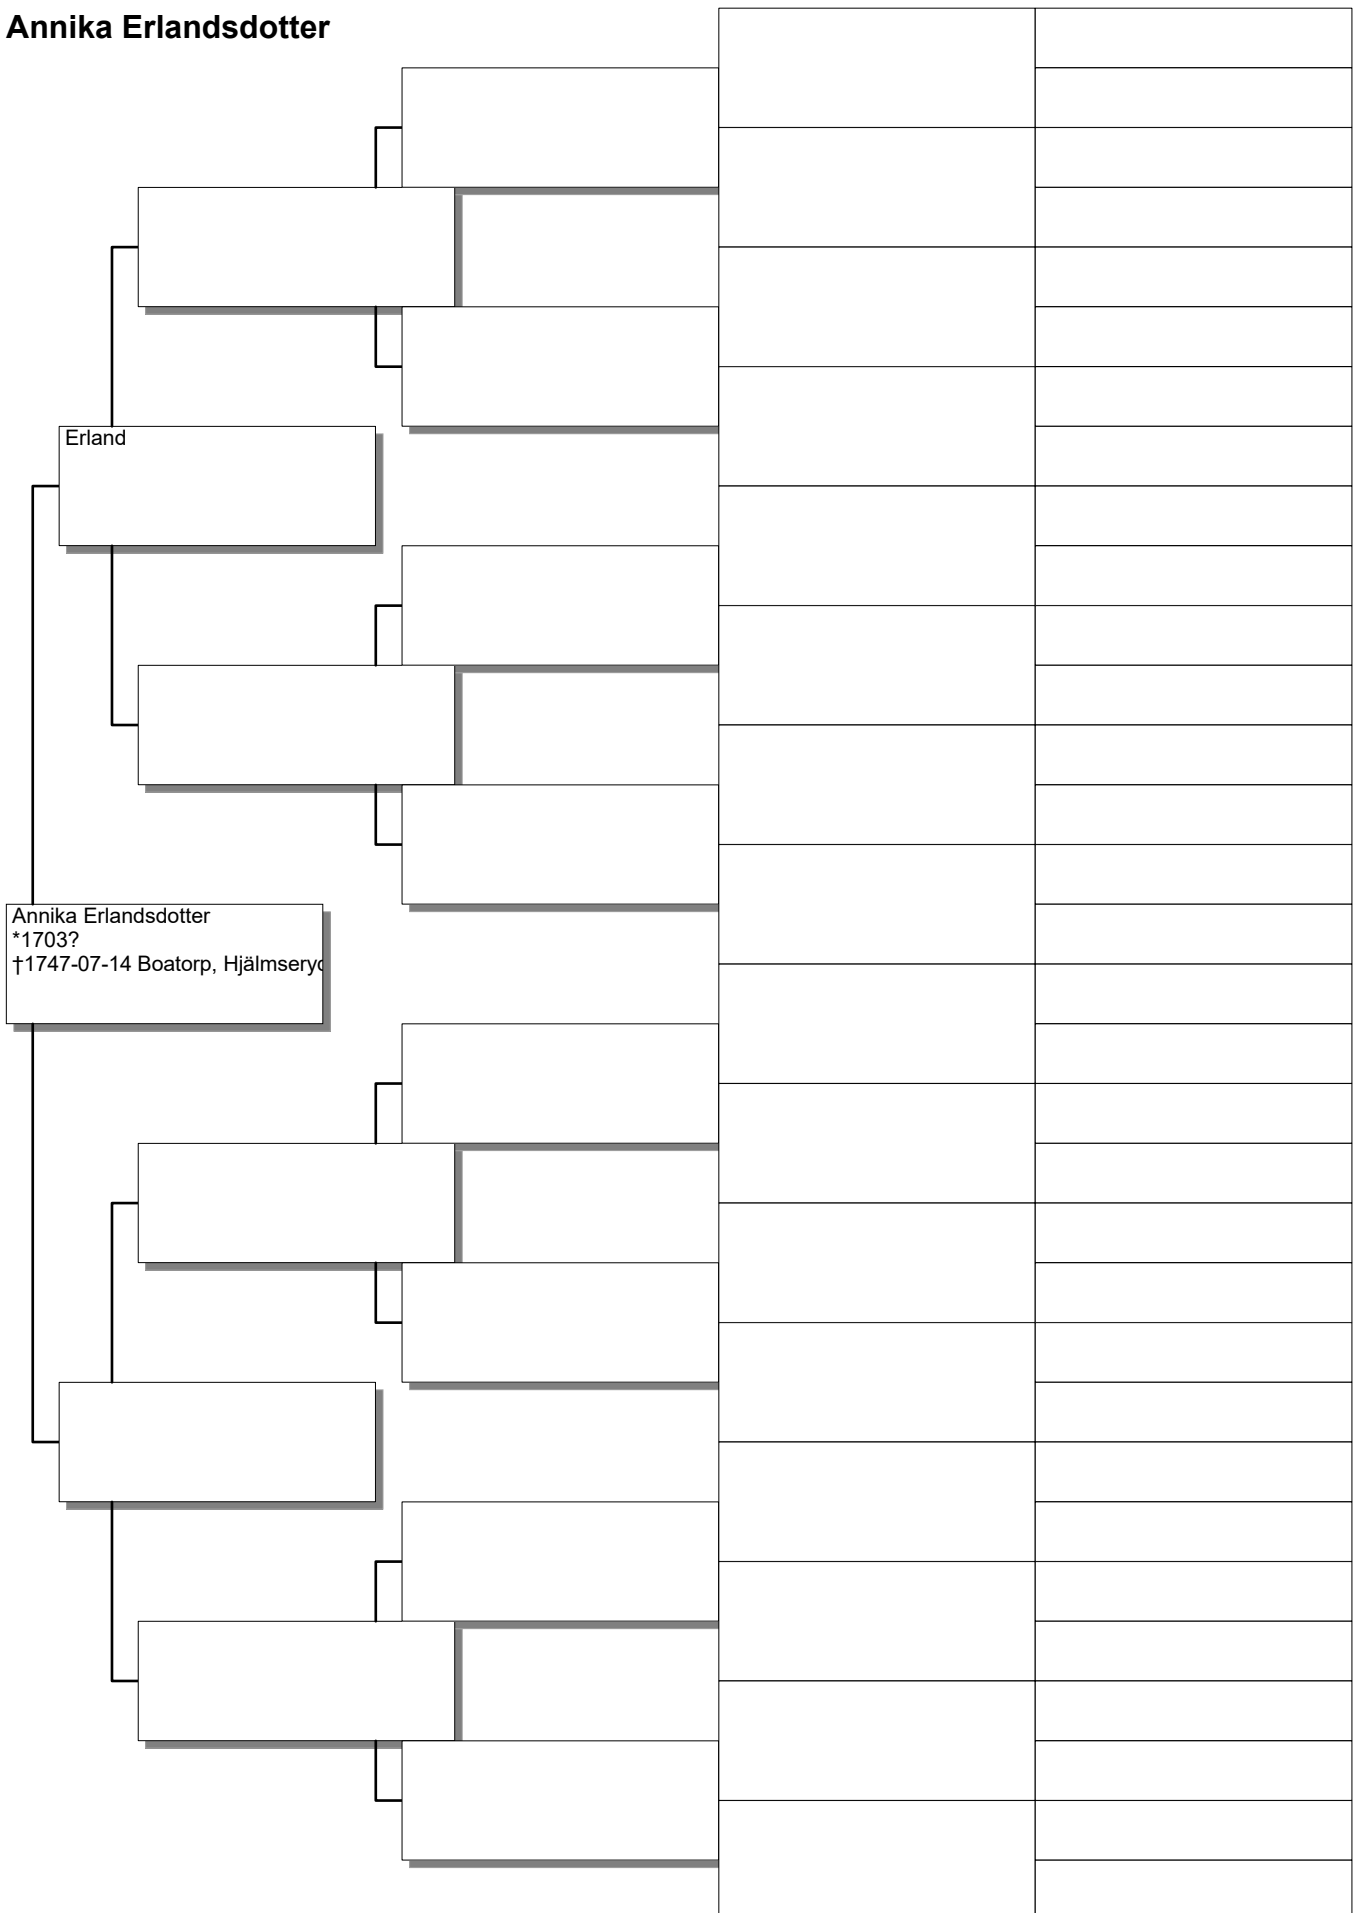 Annika Erlandsdotter
Erland
Annika Erlandsdotter
*1703?
†1747-07-14 Boatorp, Hjälmseryd